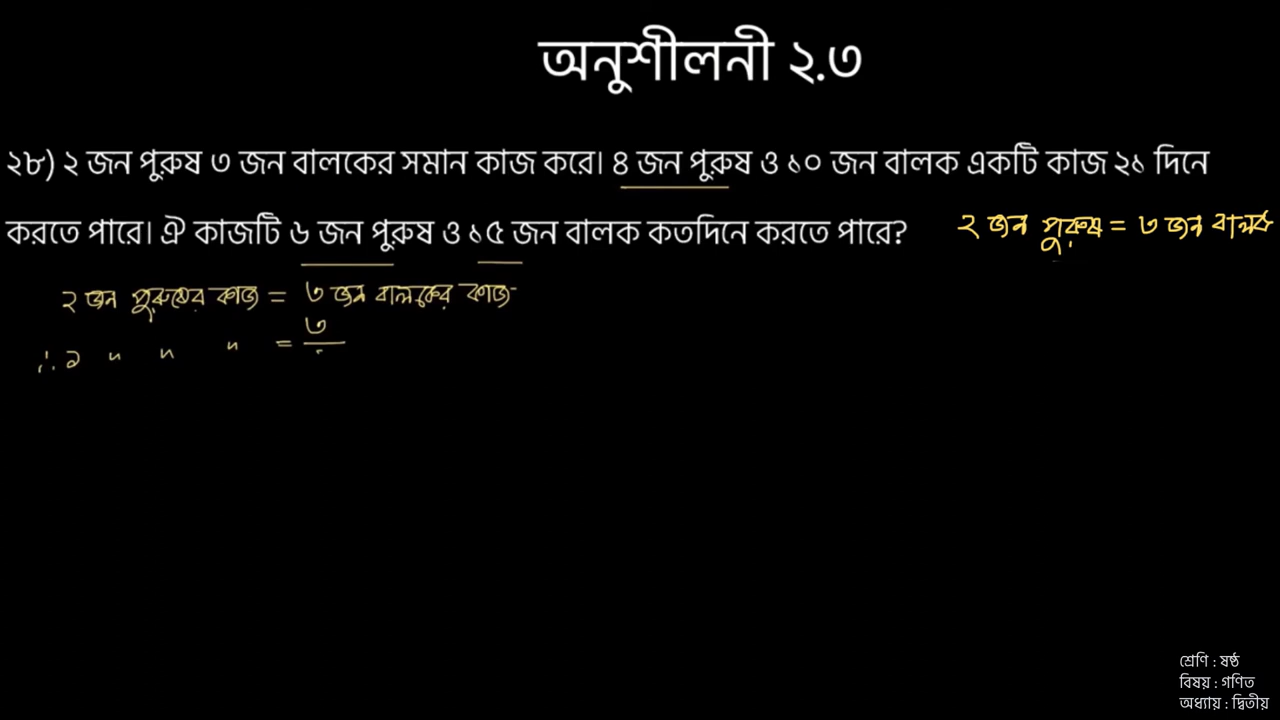 অনুশীলনী ২.৩
২৮) ২ জন পুরুষ ৩ জন বালকের সমান কাজ করে। ৪ জন পুরুষ ও ১০ জন বালক একটি কাজ ২১ দিনে
করতে পারে। ঐ কাজটি ৬ জন পুরুষ ও ১৫ জন বালক কতদিনে করতে পারে?
২ জন পুরুষ = ৩ জন বালক
২ জন পুরুষের কাজ = ৩ জন বালকের কাজ
∴ ১ " " " = ৩
শ্রেণি : ষষ্ঠ
বিষয় : গণিত
অধ্যায় : দ্বিতীয়